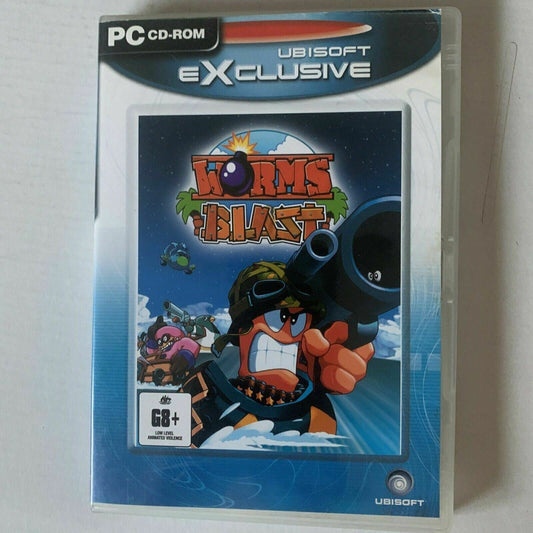 PC CD-ROM
UBISOFT
eXCLUSIVE
WORMS
BLAST
G8+
LOW LEVEL
ANIMATED VIOLENCE
UBISOFT